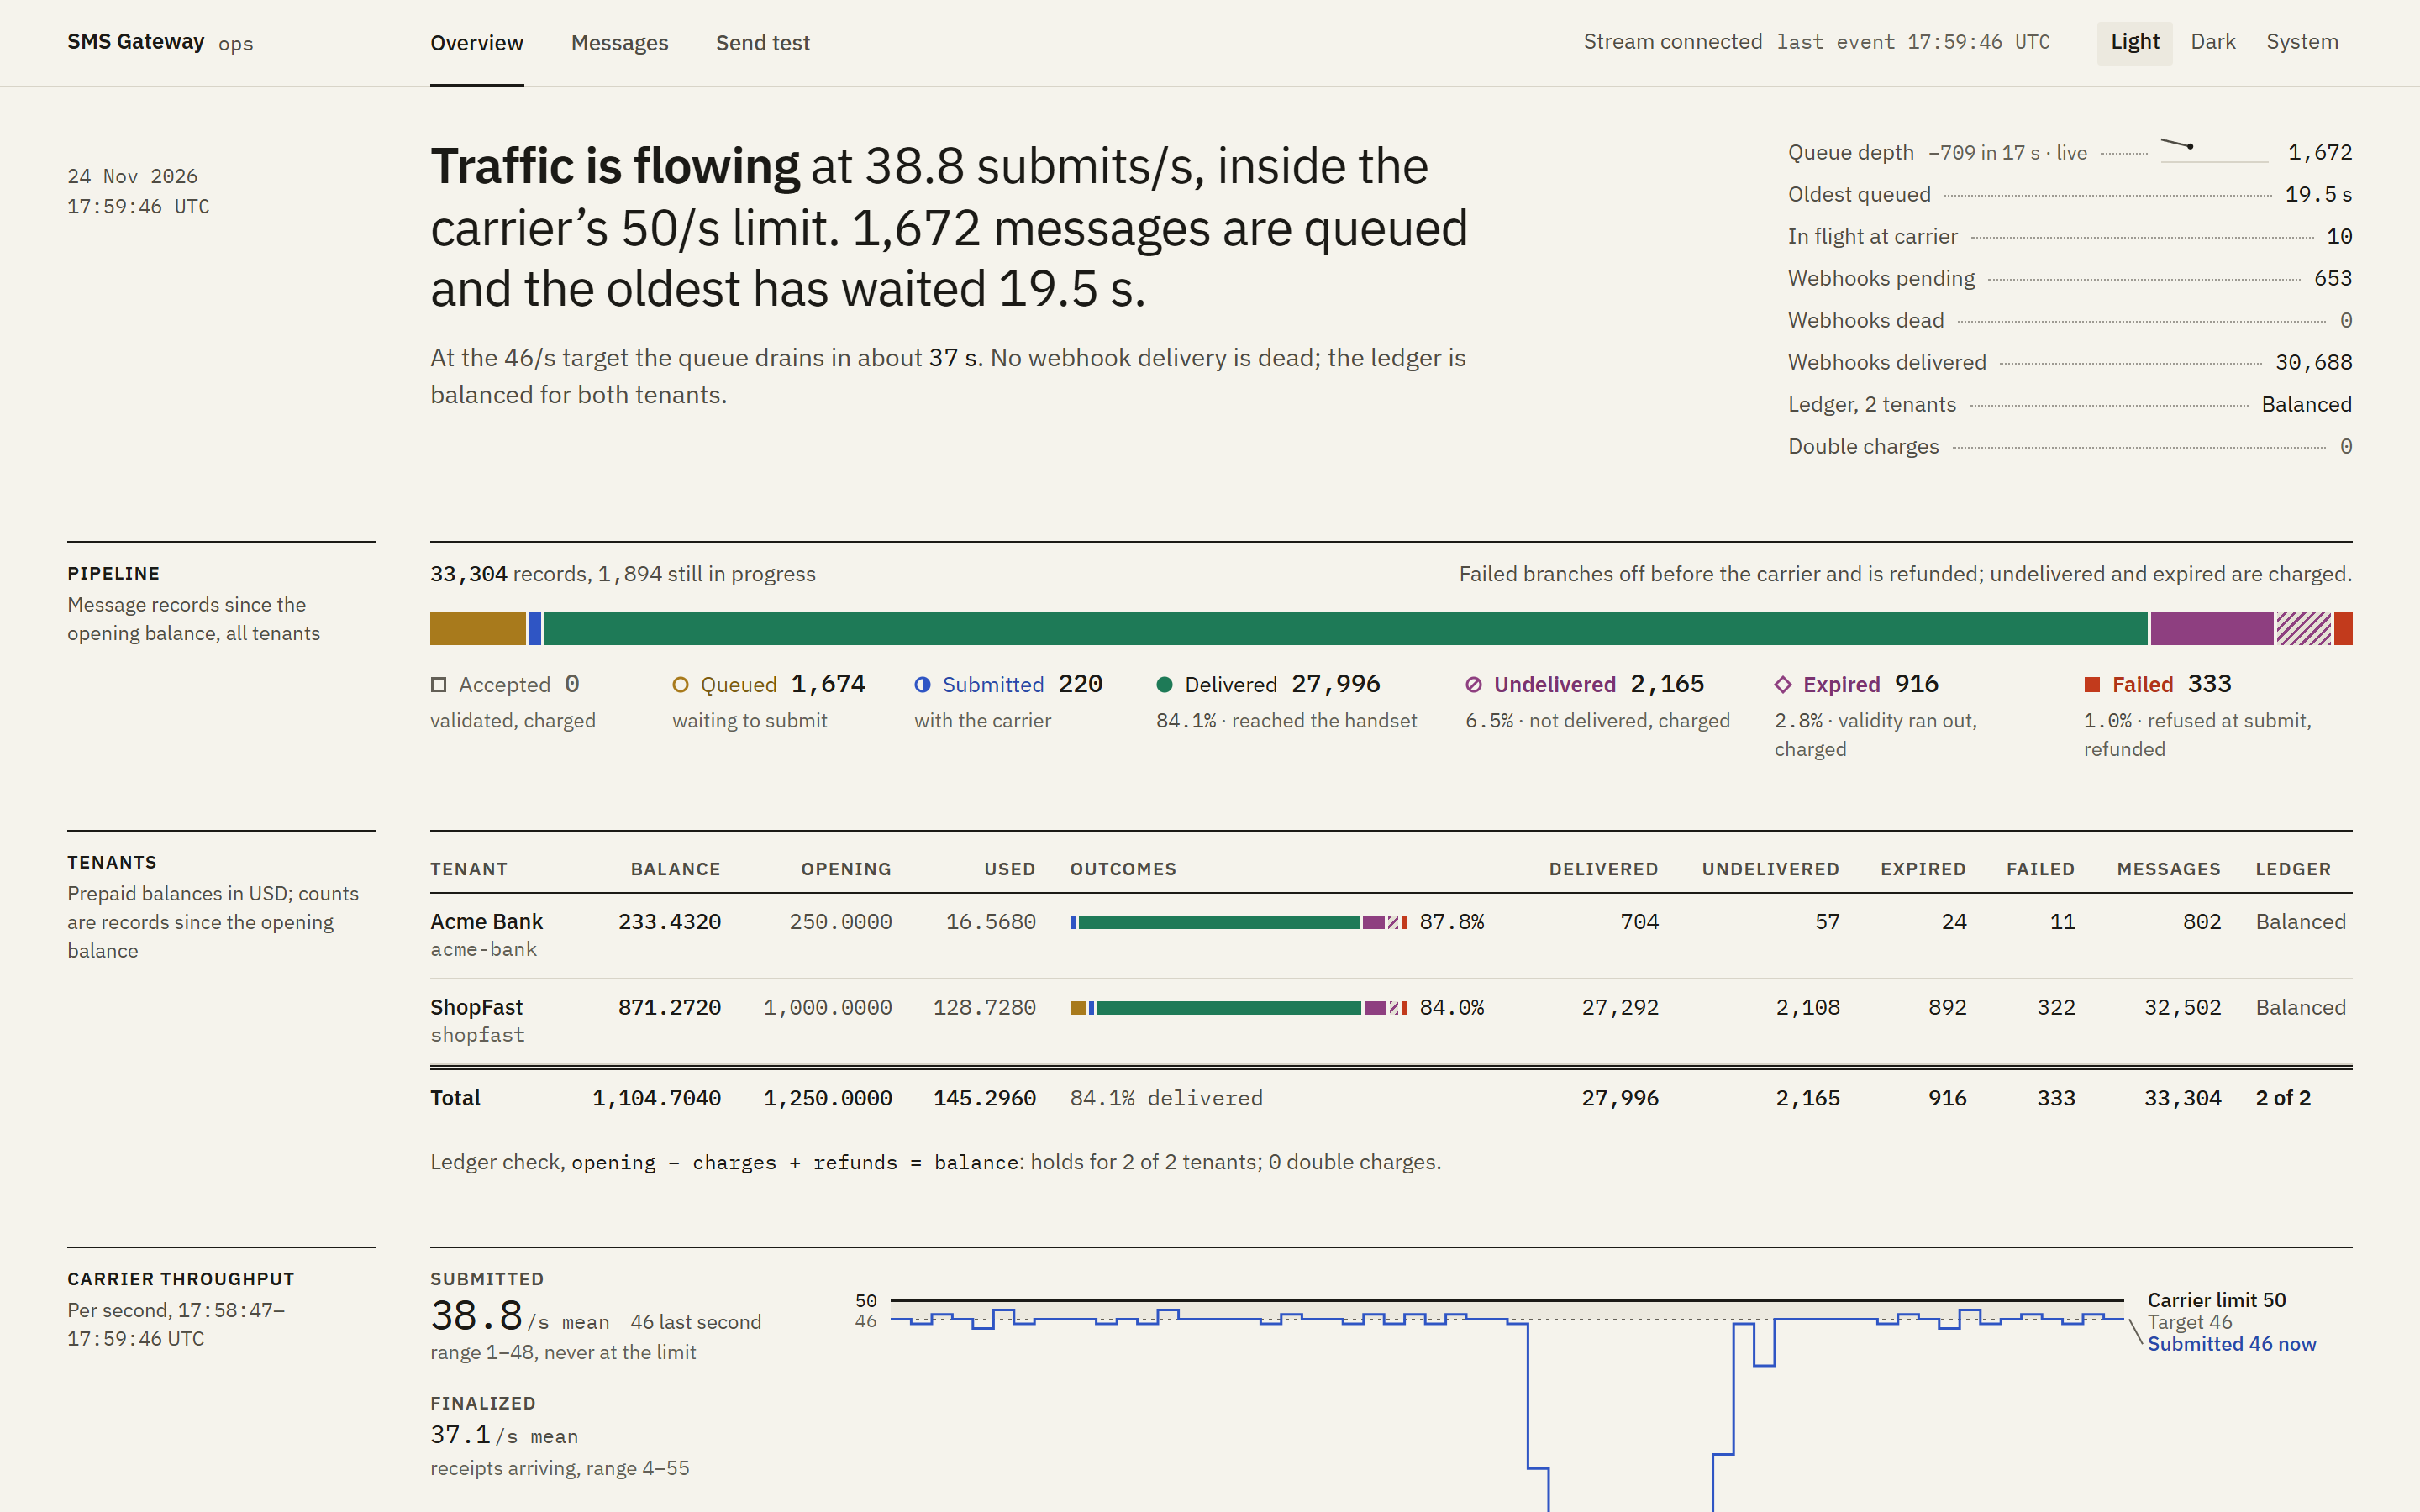 SMS Gateway ops
Overview Messages Send test
Stream connected last event 17:59:46 UTC
Light Dark System
24 Nov 2026
17:59:46 UTC
Traffic is flowing at 38.8 submits/s, inside the
carrier’s 50/s limit. 1,672 messages are queued
and the oldest has waited 19.5 s.
At the 46/s target the queue drains in about 37 s. No webhook delivery is dead; the ledger is
balanced for both tenants.
Queue depth −709 in 17 s · live 1,672
Oldest queued 19.5 s
In flight at carrier 10
Webhooks pending 653
Webhooks dead 0
Webhooks delivered 30,688
Ledger, 2 tenants Balanced
Double charges 0
PIPELINE
Message records since the
opening balance, all tenants
33,304 records, 1,894 still in progress
Failed branches off before the carrier and is refunded; undelivered and expired are charged.
Accepted 0
validated, charged
Queued 1,674
waiting to submit
Submitted 220
with the carrier
Delivered 27,996
84.1% · reached the handset
Undelivered 2,165
6.5% · not delivered, charged
Expired 916
2.8% · validity ran out,
charged
Failed 333
1.0% · refused at submit,
refunded
TENANTS
Prepaid balances in USD; counts
are records since the opening
balance
TENANT BALANCE OPENING USED OUTCOMES DELIVERED UNDELIVERED EXPIRED FAILED MESSAGES LEDGER
Acme Bank 233.4320 250.0000 16.5680 87.8% 704 57 24 11 802 Balanced
acme-bank
ShopFast 871.2720 1,000.0000 128.7280 84.0% 27,292 2,108 892 322 32,502 Balanced
shopfast
Total 1,104.7040 1,250.0000 145.2960 84.1% delivered 27,996 2,165 916 333 33,304 2 of 2
Ledger check, opening − charges + refunds = balance: holds for 2 of 2 tenants; 0 double charges.
CARRIER THROUGHPUT
Per second, 17:58:47–
17:59:46 UTC
SUBMITTED
38.8/s mean 46 last second
range 1–48, never at the limit
FINALIZED
37.1/s mean
receipts arriving, range 4–55
50
46
Carrier limit 50
Target 46
Submitted 46 now